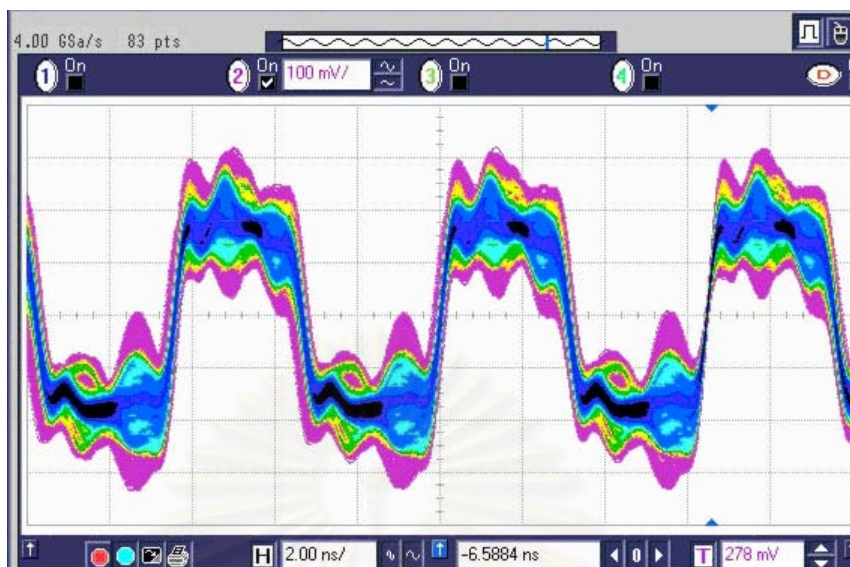 4.00 GSa/s 83 pts
1 On 2 On 100 mV/ 3 On 4 On
H 2.00 ns/ -6.5884 ns 0 T 278 mV